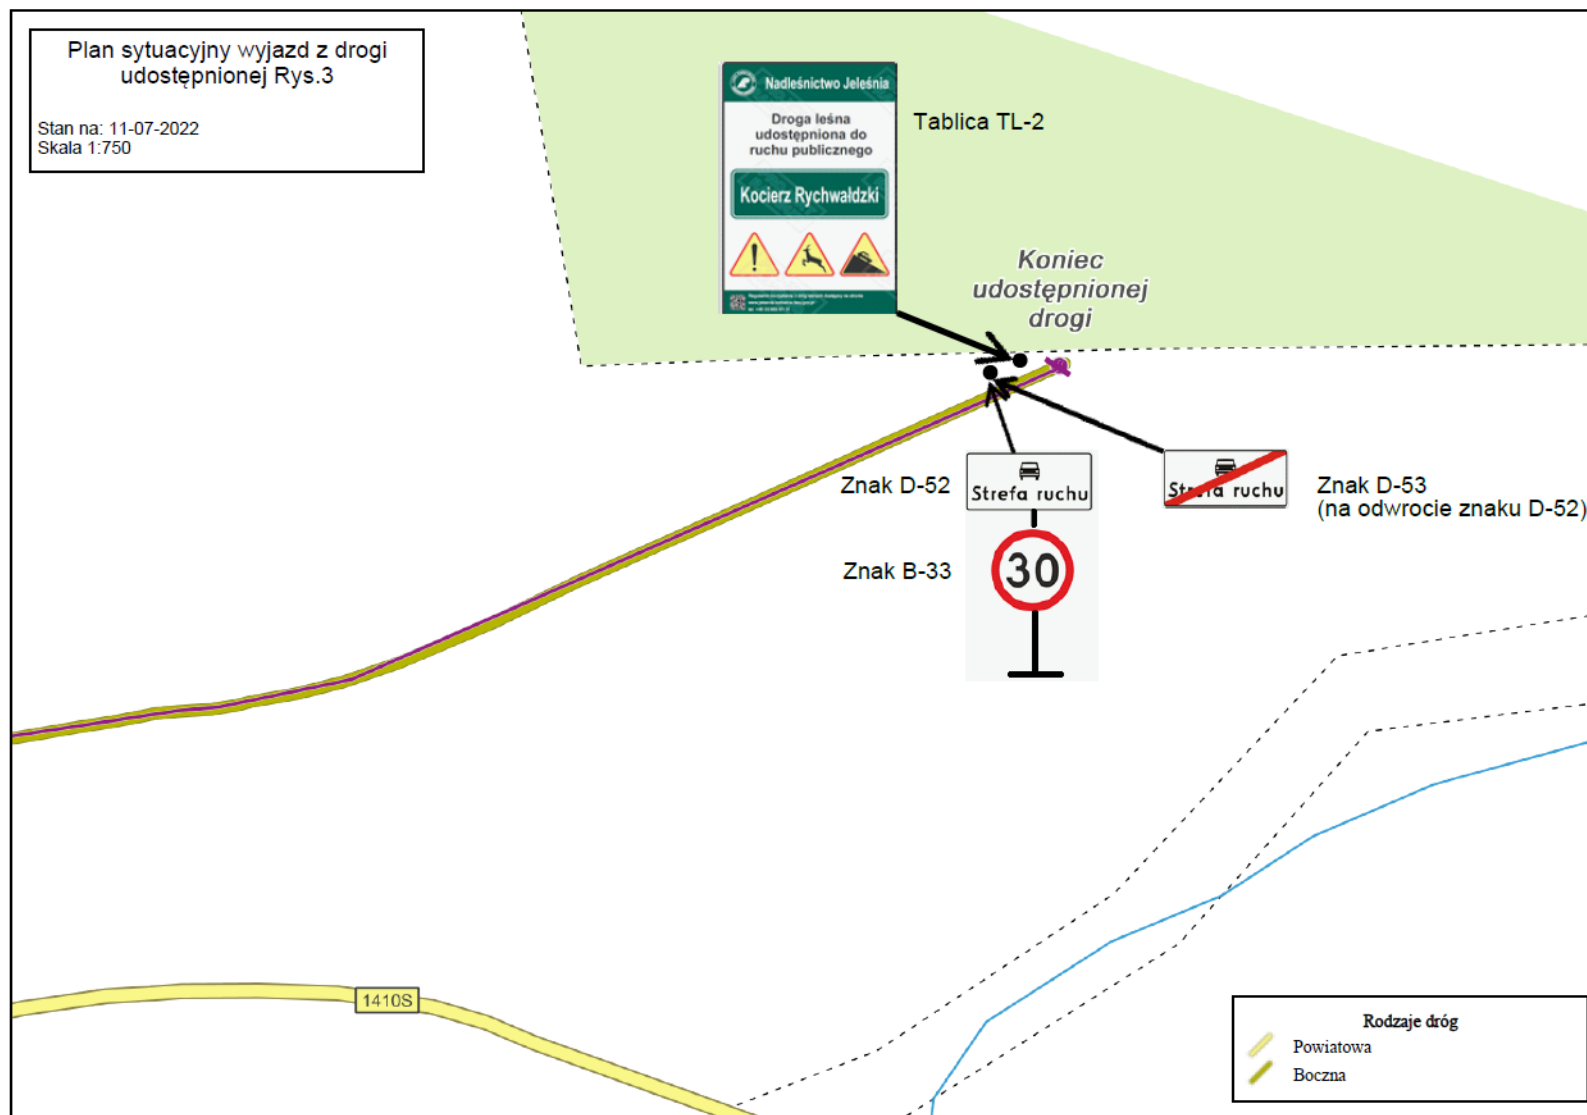 Plan sytuacyjny wyjazd z drogi
udostępnionej Rys.3
Stan na: 11-07-2022
Skala 1:750
Nadleśnictwo Jeleśnia
Droga leśna
udostępniona do
ruchu publicznego
Kocierz Rychwałdzki
Tablica TL-2
Koniec
udostępnionej
drogi
Znak D-52
Strefa ruchu
Strefa ruchu
Znak D-53
(na odwrocie znaku D-52)
Znak B-33
30
1410S
Rodzaje dróg
Powiatowa
Boczna